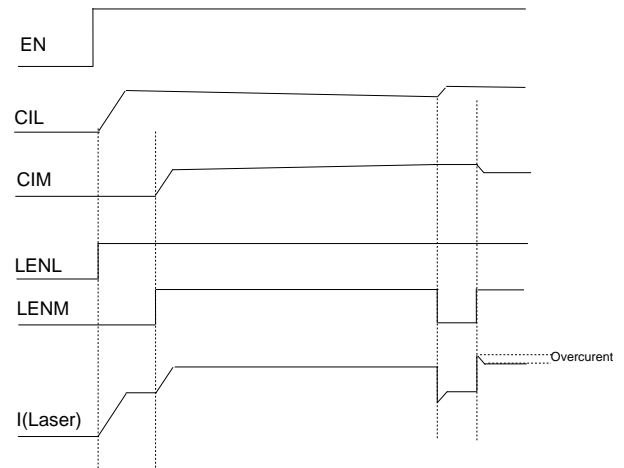 EN
CIL
CIM
LENL
LENM
Overcurent
I(Laser)